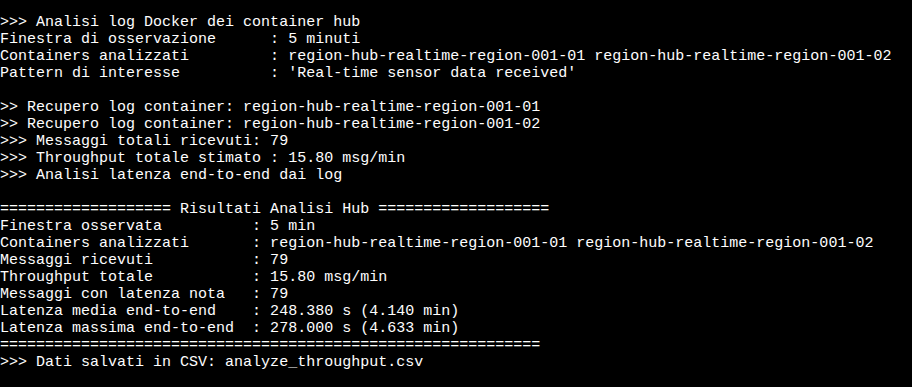 >>> Analisi log Docker dei container hub
Finestra di osservazione      : 5 minuti
Containers analizzati         : region-hub-realtime-region-001-01 region-hub-realtime-region-001-02
Pattern di interesse          : 'Real-time sensor data received'
>> Recupero log container: region-hub-realtime-region-001-01
>> Recupero log container: region-hub-realtime-region-001-02
>>> Messaggi totali ricevuti: 79
>>> Throughput totale stimato : 15.80 msg/min
>>> Analisi latenza end-to-end dai log
=================== Risultati Analisi Hub ===================
Finestra osservata          : 5 min
Containers analizzati       : region-hub-realtime-region-001-01 region-hub-realtime-region-001-02
Messaggi ricevuti           : 79
Throughput totale           : 15.80 msg/min
Messaggi con latenza nota   : 79
Latenza media end-to-end    : 248.380 s (4.140 min)
Latenza massima end-to-end  : 278.000 s (4.633 min)
============================================================
>>> Dati salvati in CSV: analyze_throughput.csv